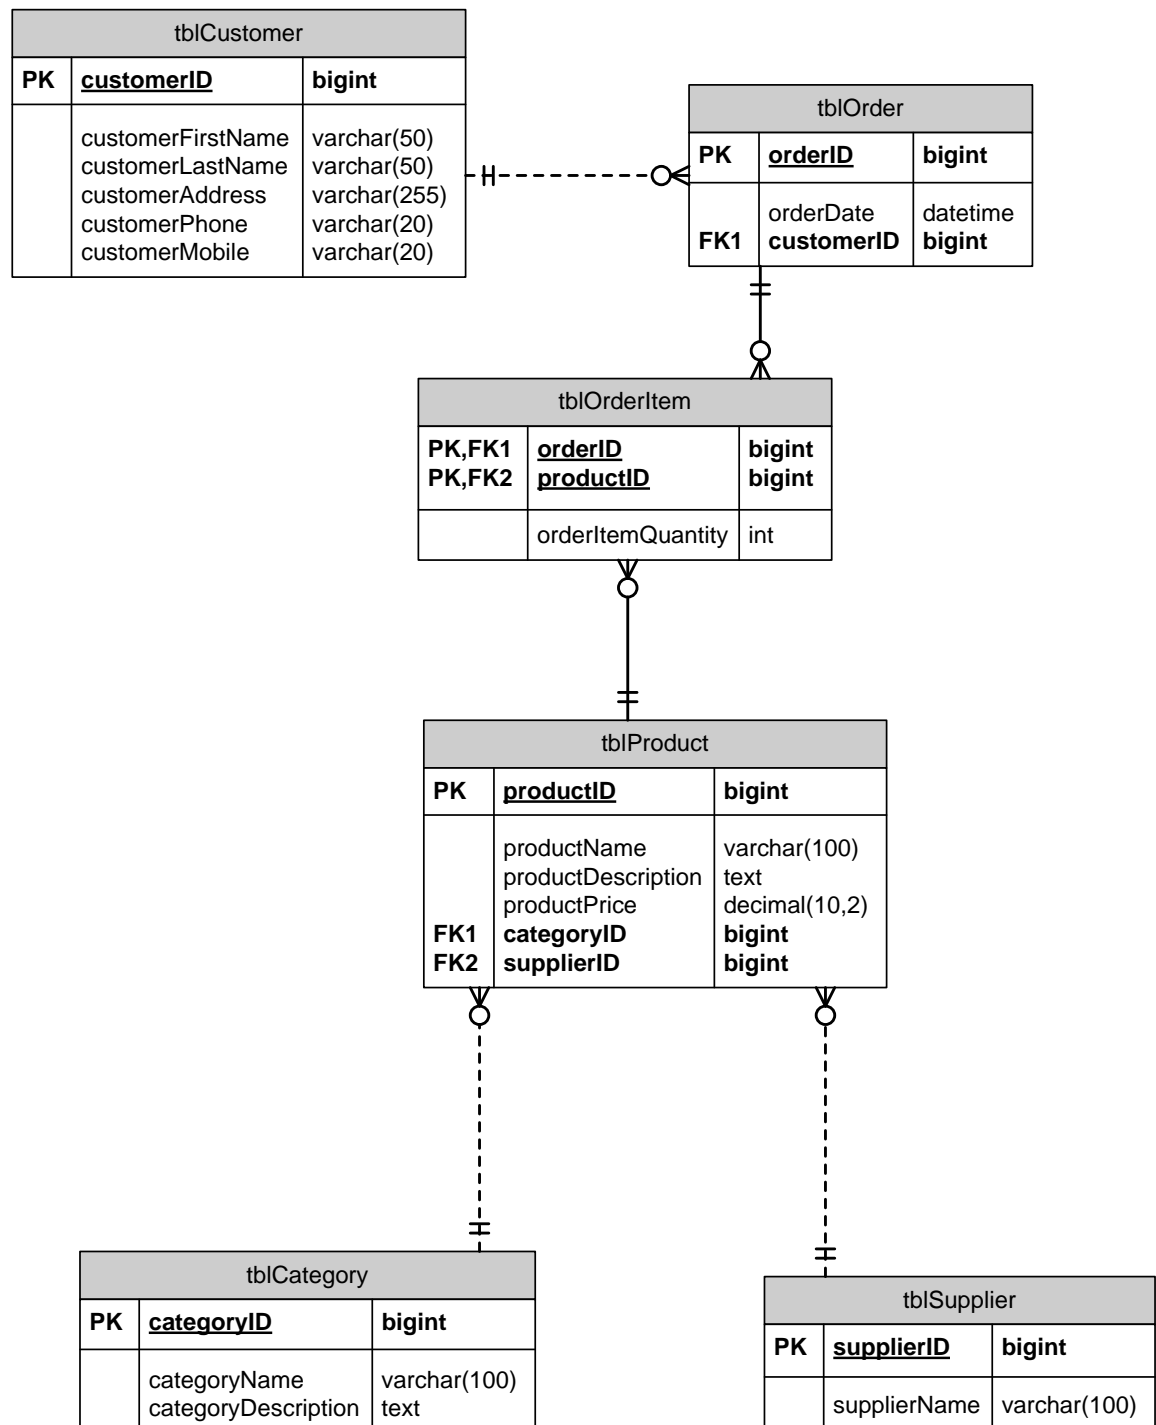 tblCustomer
PK customerID bigint
customerFirstName varchar(50)
customerLastName varchar(50)
customerAddress varchar(255)
customerPhone varchar(20)
customerMobile varchar(20)
tblOrder
PK orderID bigint
orderDate datetime
FK1 customerID bigint
tblOrderItem
PK,FK1 orderID bigint
PK,FK2 productID bigint
orderItemQuantity int
tblProduct
PK productID bigint
productName varchar(100)
productDescription text
productPrice decimal(10,2)
FK1 categoryID bigint
FK2 supplierID bigint
tblCategory
PK categoryID bigint
categoryName varchar(100)
categoryDescription text
tblSupplier
PK supplierID bigint
supplierName varchar(100)